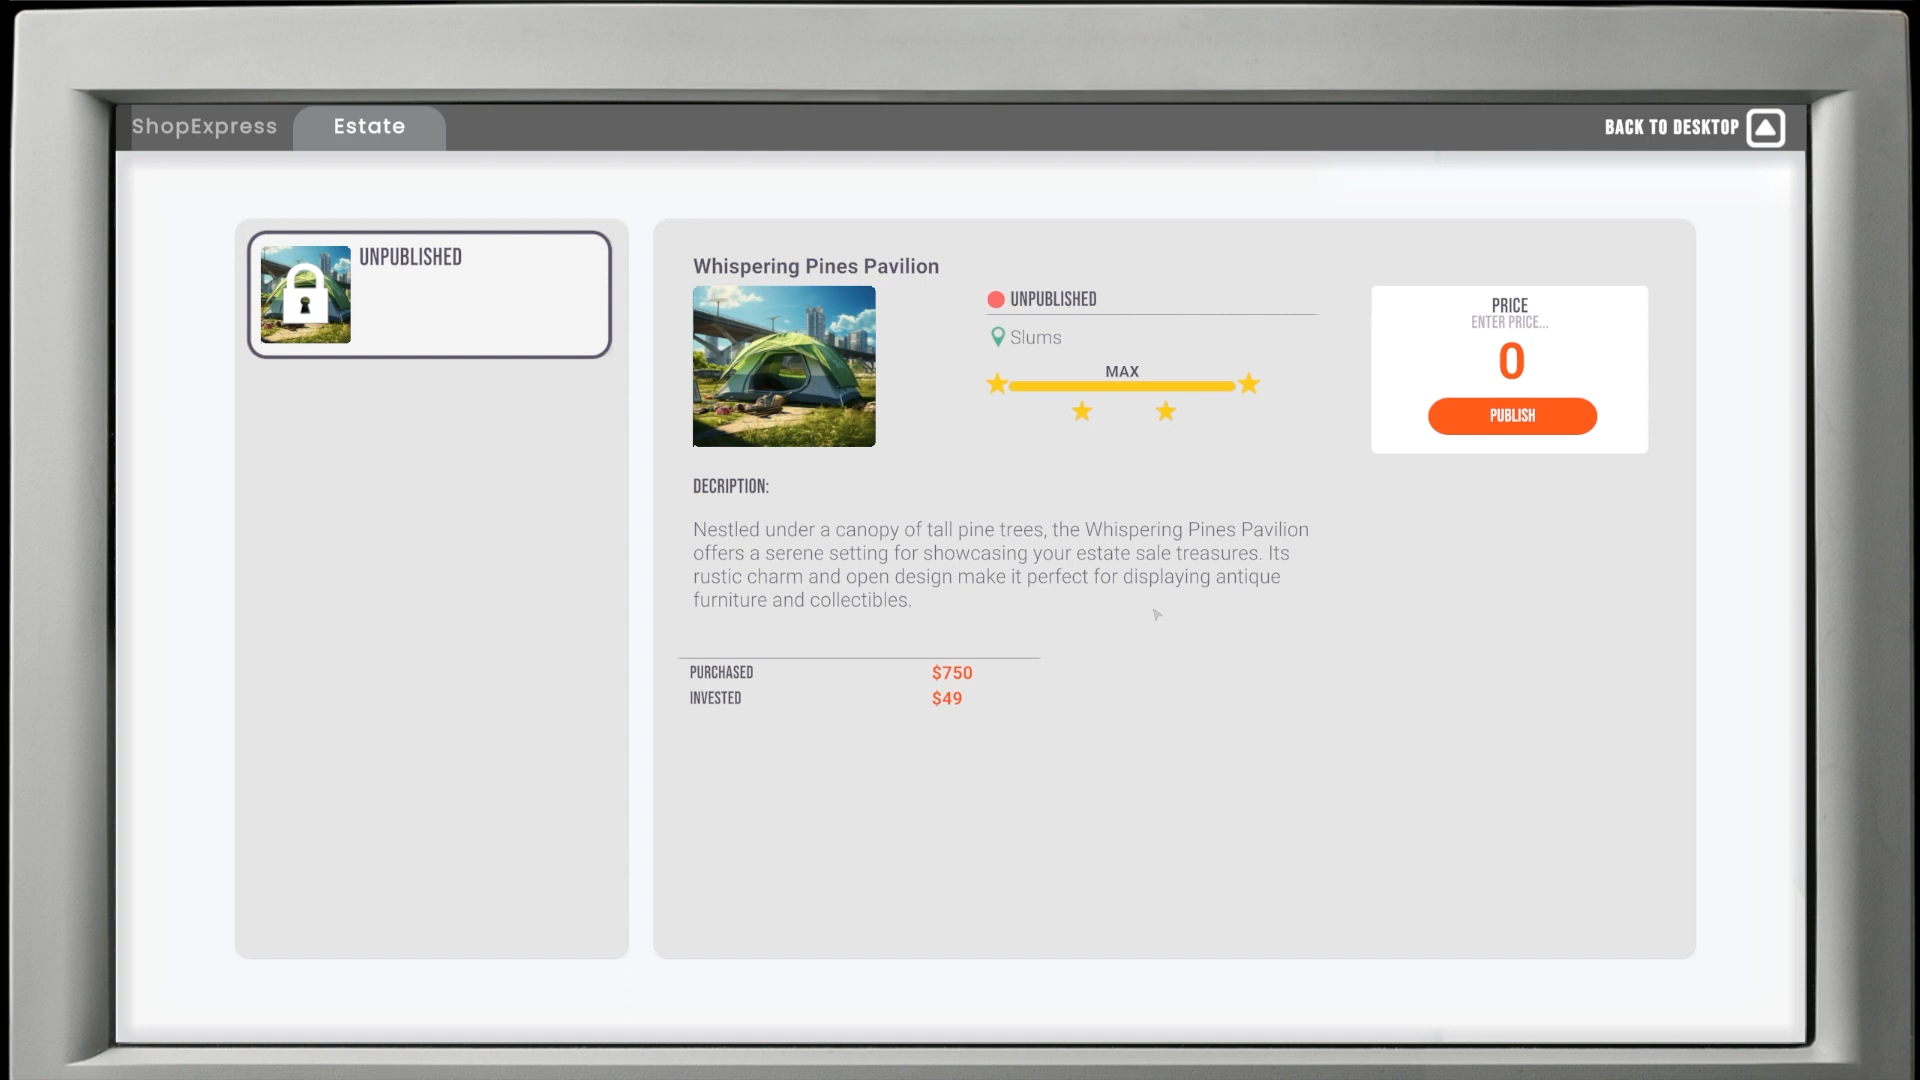 ShopExpress
Estate
BACK TO DESKTOP
UNPUBLISHED
Whispering Pines Pavilion
UNPUBLISHED
Slums
MAX
PRICE
ENTER PRICE...
0
PUBLISH
DECRIPTION:
Nestled under a canopy of tall pine trees, the Whispering Pines Pavilion
offers a serene setting for showcasing your estate sale treasures. Its
rustic charm and open design make it perfect for displaying antique
furniture and collectibles.
PURCHASED $750
INVESTED $49